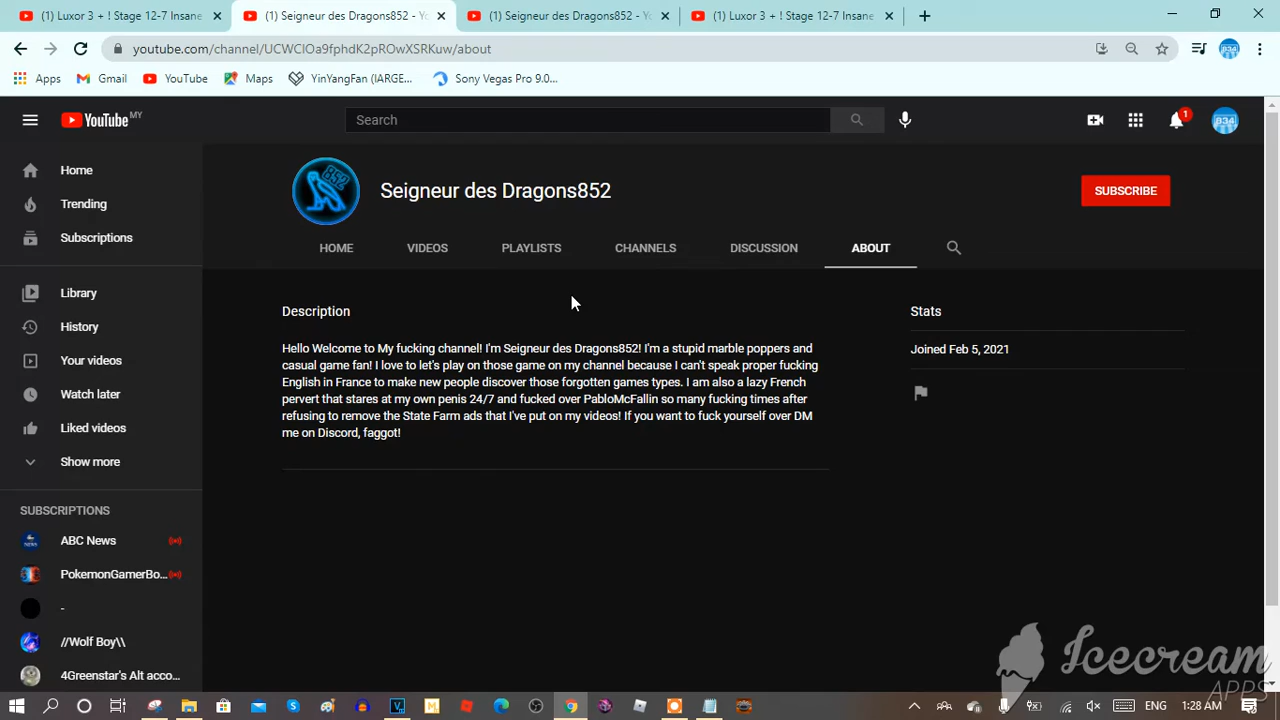 (1) Luxor 3 + ! Stage 12-7 Insane
(1) Seigneur des Dragons852 - Yo
(1) Seigneur des Dragons852 - Yo
(1) Luxor 3 + ! Stage 12-7 Insane
youtube.com/channel/UCWCIOa9fphdK2pROwXSRKuw/about
Apps
Gmail
YouTube
Maps
YinYangFan (lARGE...
Sony Vegas Pro 9.0...
YouTube MY
Search
1
834
Home
Trending
Subscriptions
Library
History
Your videos
Watch later
Liked videos
Show more
SUBSCRIPTIONS
ABC News
PokemonGamerBo...
-
//Wolf Boy\\
4Greenstar's Alt acco...
852
Seigneur des Dragons852
SUBSCRIBE
HOME
VIDEOS
PLAYLISTS
CHANNELS
DISCUSSION
ABOUT
Description
Hello Welcome to My fucking channel! I'm Seigneur des Dragons852! I'm a stupid marble poppers and
casual game fan! I love to let's play on those game on my channel because I can't speak proper fucking
English in France to make new people discover those forgotten games types. I am also a lazy French
pervert that stares at my own penis 24/7 and fucked over PabloMcFallin so many fucking times after
refusing to remove the State Farm ads that I've put on my videos! If you want to fuck yourself over DM
me on Discord, faggot!
Stats
Joined Feb 5, 2021
Icecream
APPS
ENG
1:28 AM